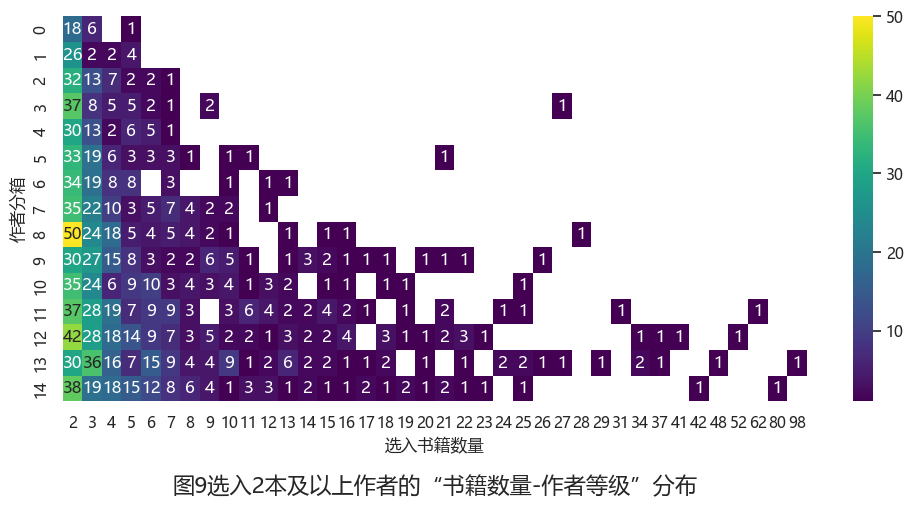 0 18 6 1
1 26 2 2 4
2 32 13 7 2 2 1
3 37 8 5 5 2 1 2 1
4 30 13 2 6 5 1
5 33 19 6 3 3 3 1 1 1 1
6 34 19 8 8 3 1 1 1
7 35 22 10 3 5 7 4 2 2 1
8 50 24 18 5 4 5 4 2 1 1 1 1 1
9 30 27 15 8 3 2 2 6 5 1 1 3 2 1 1 1 1 1 1 1
10 35 24 6 9 10 3 4 3 4 1 3 2 1 1 1 1 1
11 37 28 19 7 9 9 3 3 6 4 2 2 4 2 1 1 2 1 1 1 1
12 42 28 18 14 9 7 3 5 2 2 1 3 2 2 4 3 1 1 2 3 1 1 1 1 1
13 30 36 16 7 15 9 4 4 9 1 2 6 2 2 1 1 2 1 1 2 2 1 1 1 2 1 1 1
14 38 19 18 15 12 8 6 4 1 3 3 1 2 1 1 2 1 2 1 2 1 1 1 1 1
作者分箱
2 3 4 5 6 7 8 9 10 11 12 13 14 15 16 17 18 19 20 21 22 23 24 25 26 27 28 29 31 34 37 41 42 48 52 62 80 98
选入书籍数量
50
40
30
20
10
图9选入2本及以上作者的“书籍数量-作者等级”分布